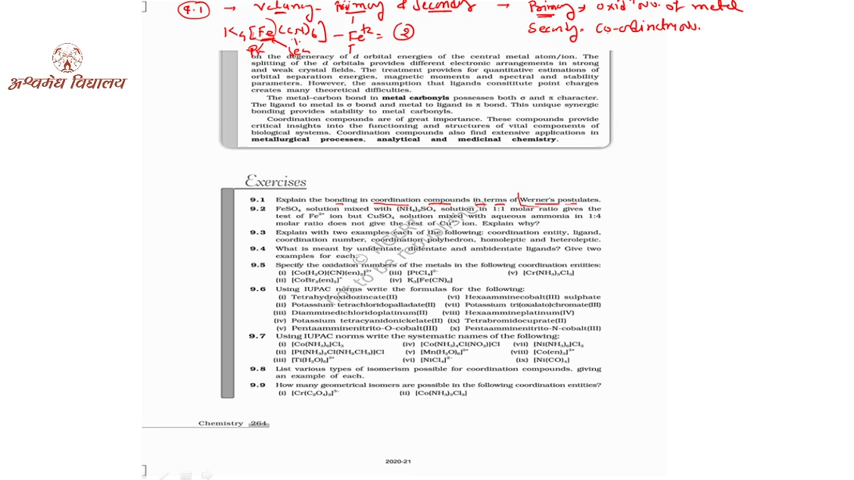 9.1 → Valancy - Primary & Secondary → Primary → oxid^n No. of metal
K4[Fe(CN)6] - Fe+2 = (2) Secondy - Co-ordination No.
अश्वमेध विद्यालय
on the degeneracy of d orbital energies of the central metal atom/ion. The
splitting of the d orbitals provides different electronic arrangements in strong
and weak crystal fields. The treatment provides for quantitative estimations of
orbital separation energies, magnetic moments and spectral and stability
parameters. However, the assumption that ligands constitute point charges
creates many theoretical difficulties.
The metal–carbon bond in metal carbonyls possesses both σ and π character.
The ligand to metal is σ bond and metal to ligand is π bond. This unique synergic
bonding provides stability to metal carbonyls.
Coordination compounds are of great importance. These compounds provide
critical insights into the functioning and structures of vital components of
biological systems. Coordination compounds also find extensive applications in
metallurgical processes, analytical and medicinal chemistry.
Exercises
9.1 Explain the bonding in coordination compounds in terms of Werner's postulates.
9.2 FeSO4 solution mixed with (NH4)2SO4 solution in 1:1 molar ratio gives the
test of Fe2+ ion but CuSO4 solution mixed with aqueous ammonia in 1:4
molar ratio does not give the test of Cu2+ ion. Explain why?
9.3 Explain with two examples each of the following: coordination entity, ligand,
coordination number, coordination polyhedron, homoleptic and heteroleptic.
9.4 What is meant by unidentate, didentate and ambidentate ligands? Give two
examples for each.
9.5 Specify the oxidation numbers of the metals in the following coordination entities:
(i) [Co(H2O)(CN)(en)2]2+ (iii) [PtCl4]2– (v) [Cr(NH3)3Cl3]
(ii) [CoBr2(en)2]+ (iv) K3[Fe(CN)6]
9.6 Using IUPAC norms write the formulas for the following:
(i) Tetrahydroxidozincate(II) (vi) Hexaamminecobalt(III) sulphate
(ii) Potassium tetrachloridopalladate(II) (vii) Potassium tri(oxalato)chromate(III)
(iii) Diamminedichloridoplatinum(II) (viii) Hexaammineplatinum(IV)
(iv) Potassium tetracyanidonickelate(II) (ix) Tetrabromidocuprate(II)
(v) Pentaamminenitrito-O-cobalt(III) (x) Pentaamminenitrito-N-cobalt(III)
9.7 Using IUPAC norms write the systematic names of the following:
(i) [Co(NH3)6]Cl3 (iv) [Co(NH3)4Cl(NO2)]Cl (vii) [Ni(NH3)6]Cl2
(ii) [Pt(NH3)2Cl(NH2CH3)]Cl (v) [Mn(H2O)6]2+ (viii) [Co(en)3]3+
(iii) [Ti(H2O)6]3+ (vi) [NiCl4]2– (ix) [Ni(CO)4]
9.8 List various types of isomerism possible for coordination compounds, giving
an example of each.
9.9 How many geometrical isomers are possible in the following coordination entities?
(i) [Cr(C2O4)3]3– (ii) [Co(NH3)3Cl3]
Chemistry 264
2020-21